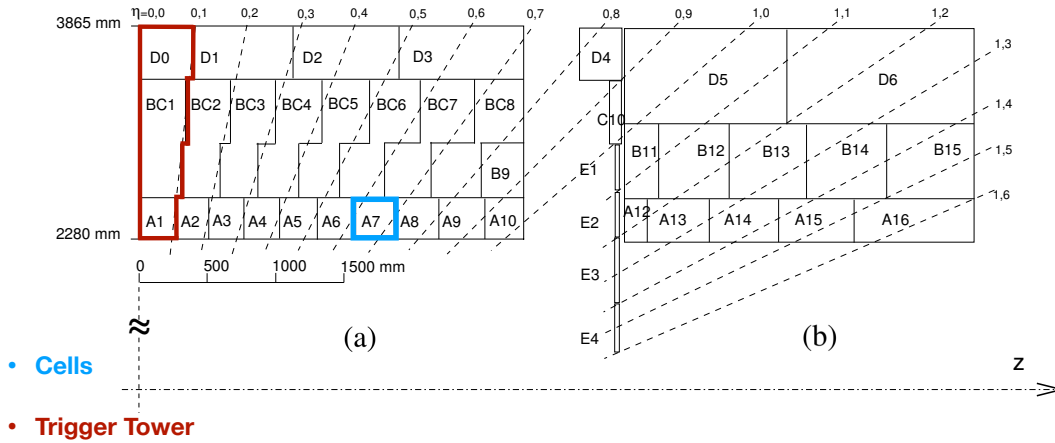 η=0,0 0,1 0,2 0,3 0,4 0,5 0,6 0,7 0,8 0,9 1,0 1,1 1,2
3865 mm
D0 D1 D2 D3 D4 D5 D6 1,3
BC1 BC2 BC3 BC4 BC5 BC6 BC7 BC8 C10 1,4
B9 B11 B12 B13 B14 B15 1,5
E1
1,6
A1 A2 A3 A4 A5 A6 A7 A8 A9 A10 E2 A12 A13 A14 A15 A16
2280 mm
0 500 1000 1500 mm E3
≈ (a) E4 (b)
• Cells
z
• Trigger Tower